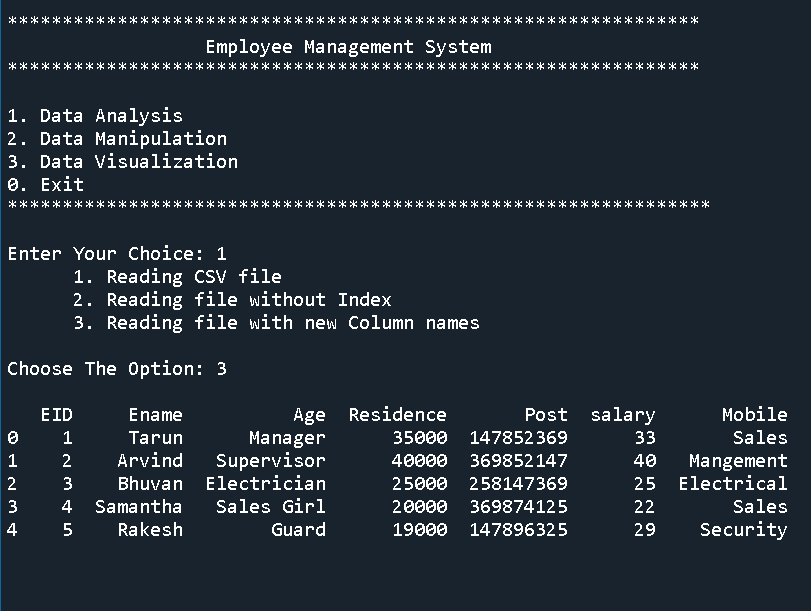 ****************************************************************
Employee Management System
****************************************************************
1. Data Analysis
2. Data Manipulation
3. Data Visualization
0. Exit
*****************************************************************
Enter Your Choice: 1
1. Reading CSV file
2. Reading file without Index
3. Reading file with new Column names
Choose The Option: 3
EID Ename Age Residence Post salary Mobile
0 1 Tarun Manager 35000 147852369 33 Sales
1 2 Arvind Supervisor 40000 369852147 40 Mangement
2 3 Bhuvan Electrician 25000 258147369 25 Electrical
3 4 Samantha Sales Girl 20000 369874125 22 Sales
4 5 Rakesh Guard 19000 147896325 29 Security